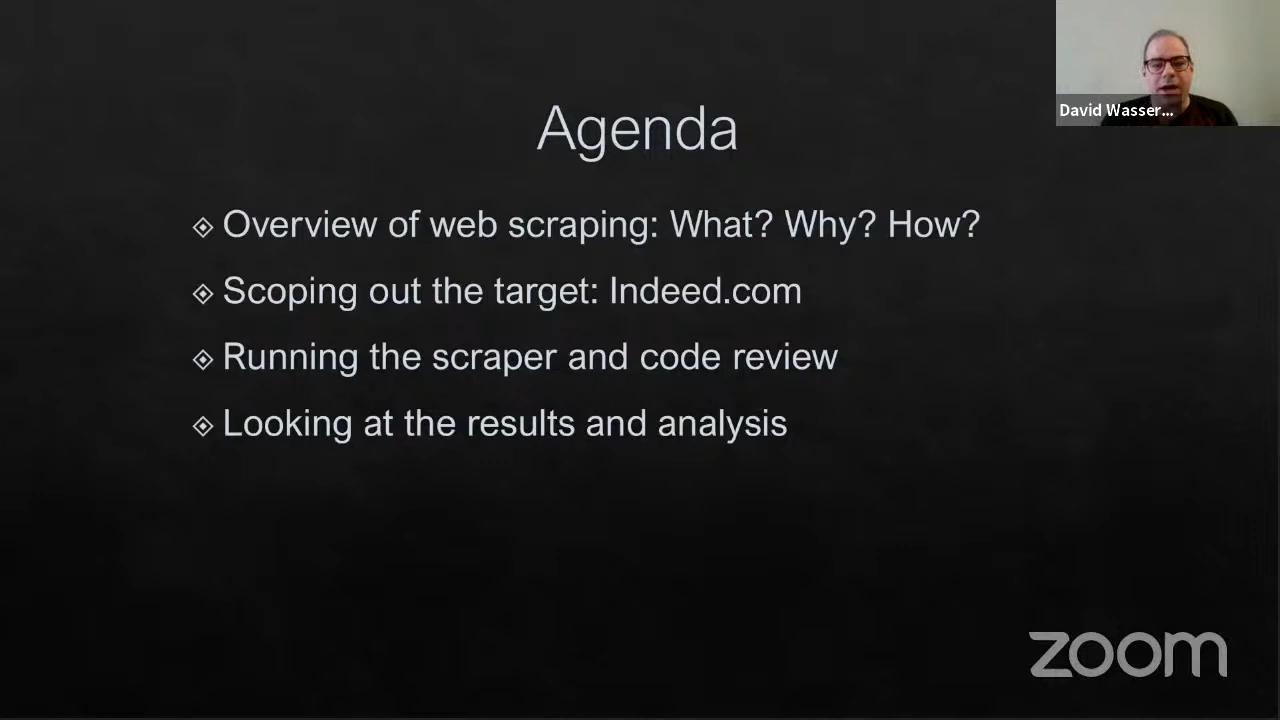 David Wasser...
Agenda
Overview of web scraping: What? Why? How?
Scoping out the target: Indeed.com
Running the scraper and code review
Looking at the results and analysis
zoom